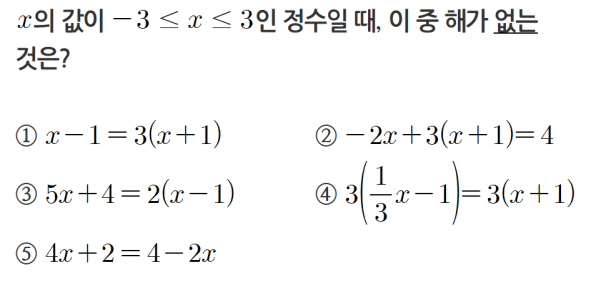 x의 값이 −3 ≤ x ≤ 3인 정수일 때, 이 중 해가 없는
것은?
① x−1=3(x+1) ② −2x+3(x+1)=4
③ 5x+4=2(x−1) ④ 3(1/3 x−1)=3(x+1)
⑤ 4x+2=4−2x